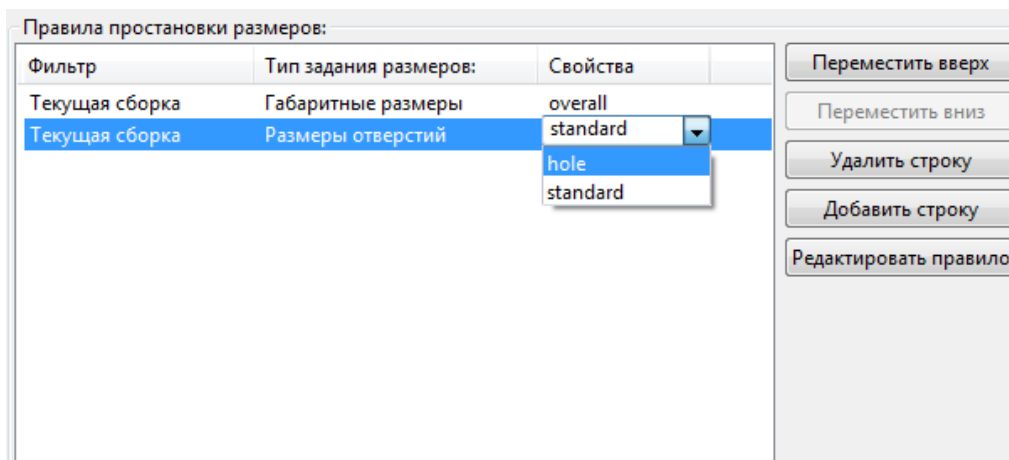 Правила простановки размеров:
Фильтр Тип задания размеров: Свойства
Текущая сборка Габаритные размеры overall
Текущая сборка Размеры отверстий standard
hole
standard
Переместить вверх
Переместить вниз
Удалить строку
Добавить строку
Редактировать правило